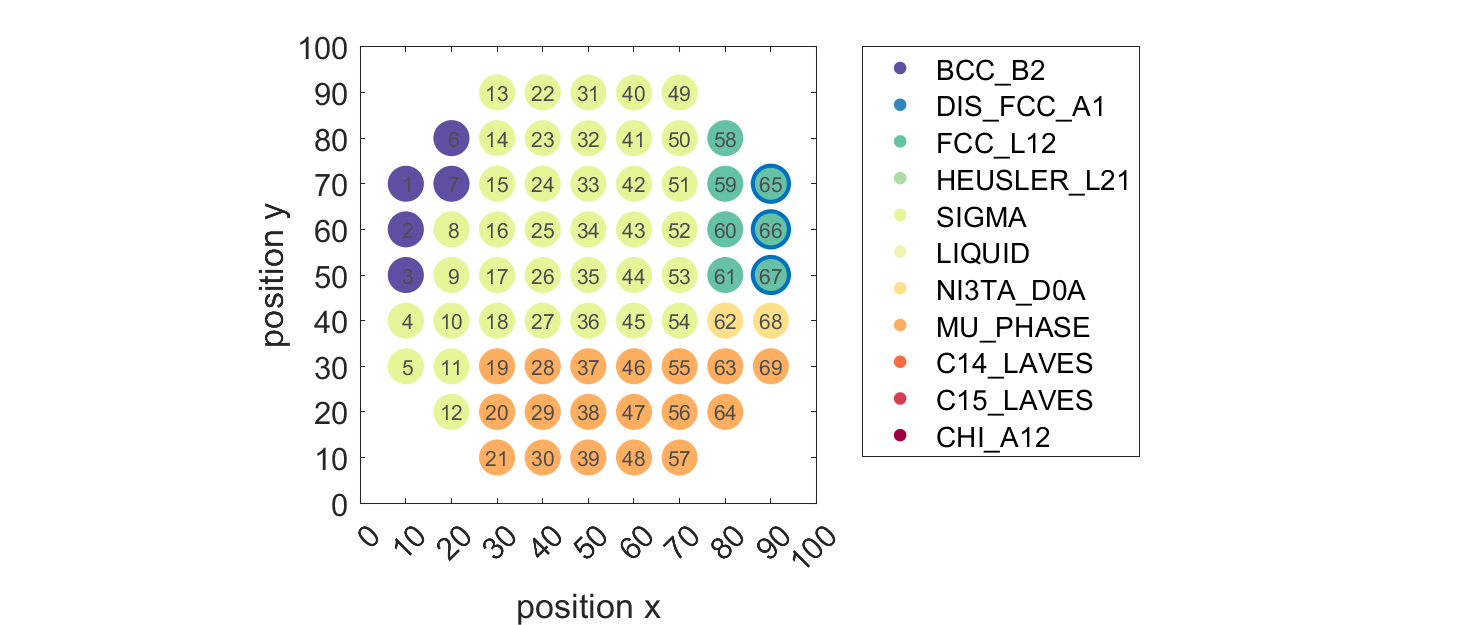 100
90
80
70
60
50
40
30
20
10
0
13 22 31 40 49
6 14 23 32 41 50 58
1 7 15 24 33 42 51 59 65
2 8 16 25 34 43 52 60 66
3 9 17 26 35 44 53 61 67
4 10 18 27 36 45 54 62 68
5 11 19 28 37 46 55 63 69
12 20 29 38 47 56 64
21 30 39 48 57
0 10 20 30 40 50 60 70 80 90 100
position x
position y
BCC_B2
DIS_FCC_A1
FCC_L12
HEUSLER_L21
SIGMA
LIQUID
NI3TA_D0A
MU_PHASE
C14_LAVES
C15_LAVES
CHI_A12